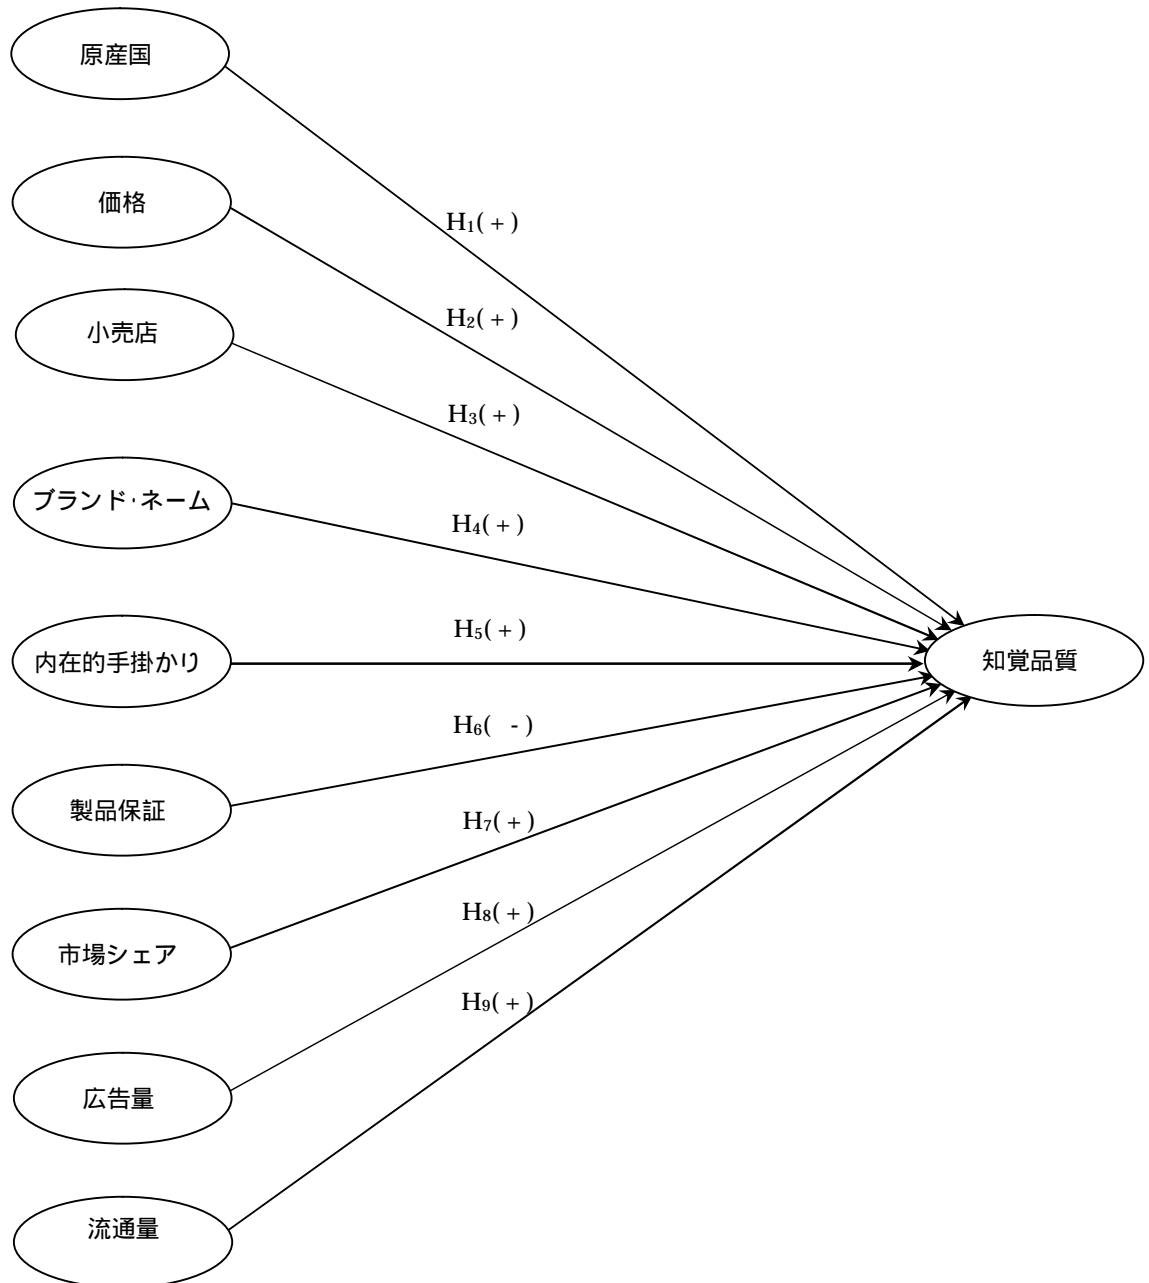 原産国
価格
H1( + )
小売店
H2( + )
H3( + )
ブランド・ネーム
H4( + )
内在的手掛かり
H5( + )
知覚品質
H6(  - )
製品保証
H7( + )
市場シェア
H8( + )
H9( + )
広告量
流通量